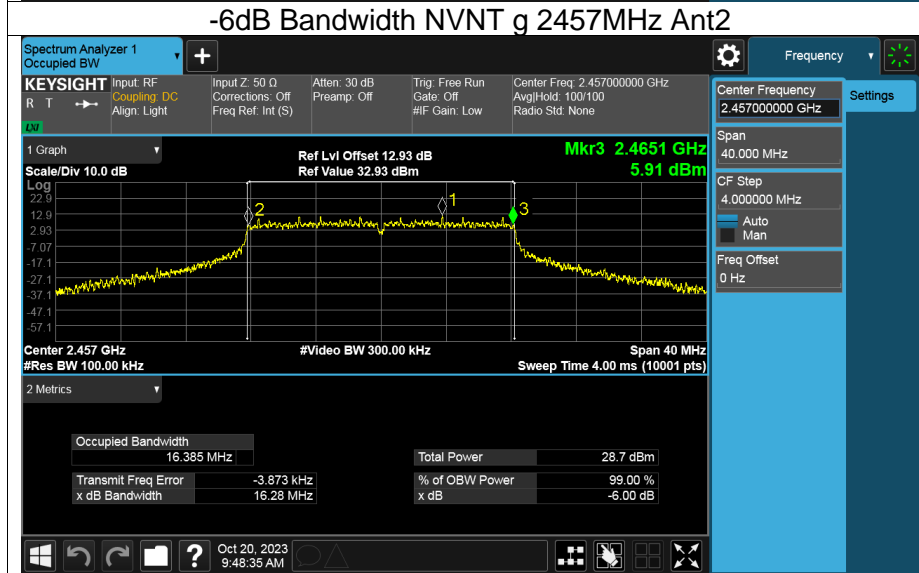 -6dB Bandwidth NVNT g 2457MHz Ant2
Spectrum Analyzer 1
Occupied BW
+
Frequency
KEYSIGHT
R T
LXI
Input: RF
Coupling: DC
Align: Light
Input Z: 50 Ω
Corrections: Off
Freq Ref: Int (S)
Atten: 30 dB
Preamp: Off
Trig: Free Run
Gate: Off
#IF Gain: Low
Center Freq: 2.457000000 GHz
Avg|Hold: 100/100
Radio Std: None
Center Frequency
2.457000000 GHz
Settings
Span
40.000 MHz
CF Step
4.000000 MHz
Auto
Man
Freq Offset
0 Hz
1 Graph
Scale/Div 10.0 dB
Ref Lvl Offset 12.93 dB
Ref Value 32.93 dBm
Mkr3 2.4651 GHz
5.91 dBm
Log
22.9
12.9
2.93
-7.07
-17.1
-27.1
-37.1
-47.1
-57.1
2
1
3
Center 2.457 GHz
#Res BW 100.00 kHz
#Video BW 300.00 kHz
Span 40 MHz
Sweep Time 4.00 ms (10001 pts)
2 Metrics
Occupied Bandwidth
16.385 MHz
Total Power 28.7 dBm
Transmit Freq Error -3.873 kHz
% of OBW Power 99.00 %
x dB Bandwidth 16.28 MHz
x dB -6.00 dB
?
Oct 20, 2023
9:48:35 AM